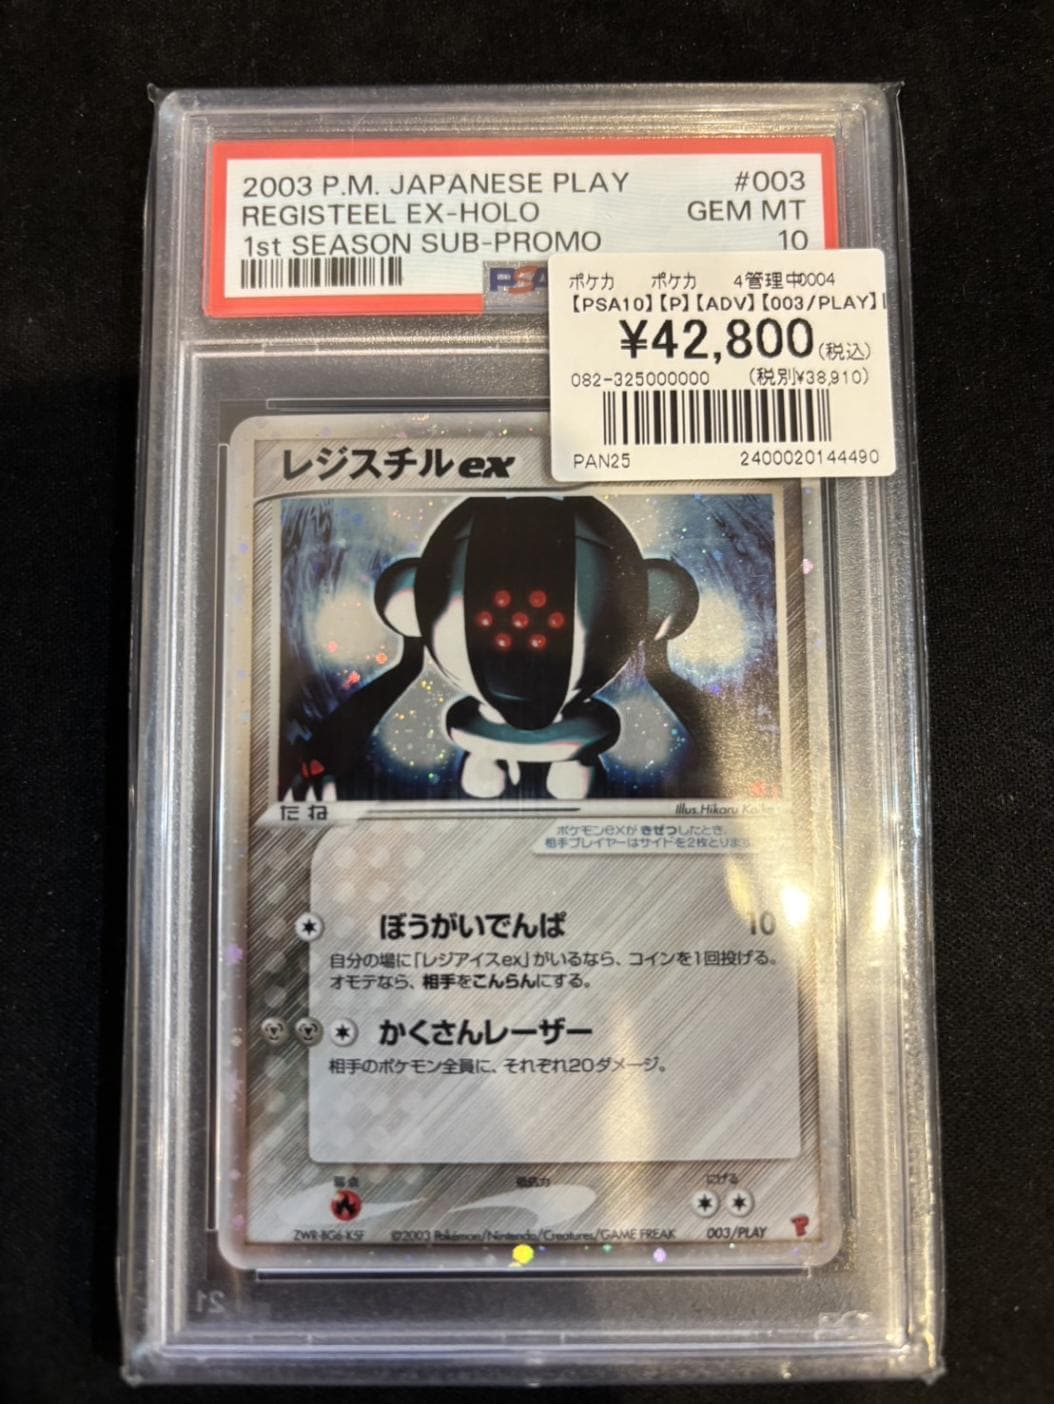 2003 P.M. JAPANESE PLAY #003
REGISTEEL EX-HOLO GEM MT
1st SEASON SUB-PROMO 10
PSA
ポケカ ポケカ 4管理中0004
【PSA10】【P】【ADV】【003/PLAY】
¥42,800(税込)
082-325000000 (税別¥38,910)
PAN25 2400020144490
レジスチルex
たね
Illus.Hikaru
ポケモンexが きぜつしたとき、
相手プレイヤーはサイドを2枚とります
ぼうがいでんぱ 10
自分の場に「レジアイスex」がいるなら、コインを1回投げる。
オモテなら、相手をこんらんにする。
かくさんレーザー
相手のポケモン全員に、それぞれ20ダメージ。
弱点 抵抗力 にげる
ZWR-BG6-K5F ©2003 Pokémon/Nintendo/Creatures/GAME FREAK 003/PLAY
P
21